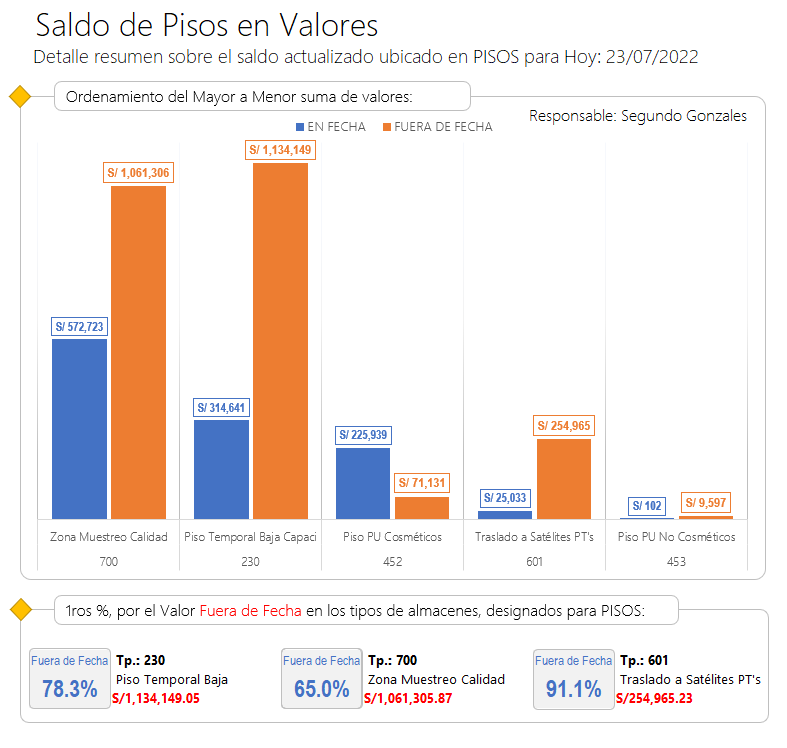 Saldo de Pisos en Valores
Detalle resumen sobre el saldo actualizado ubicado en PISOS para Hoy: 23/07/2022
Ordenamiento del Mayor a Menor suma de valores:
Responsable: Segundo Gonzales
EN FECHA FUERA DE FECHA
S/ 1,134,149
S/ 1,061,306
S/ 572,723
S/ 314,641
S/ 225,939
S/ 254,965
S/ 71,131
S/ 25,033
S/ 102
S/ 9,597
Zona Muestreo Calidad Piso Temporal Baja Capaci Piso PU Cosméticos Traslado a Satélites PT's Piso PU No Cosméticos
700 230 452 601 453
1ros %, por el Valor Fuera de Fecha en los tipos de almacenes, designados para PISOS:
Fuera de Fecha
78.3%
Tp.: 230
Piso Temporal Baja
S/1,134,149.05
Fuera de Fecha
65.0%
Tp.: 700
Zona Muestreo Calidad
S/1,061,305.87
Fuera de Fecha
91.1%
Tp.: 601
Traslado a Satélites PT's
S/254,965.23